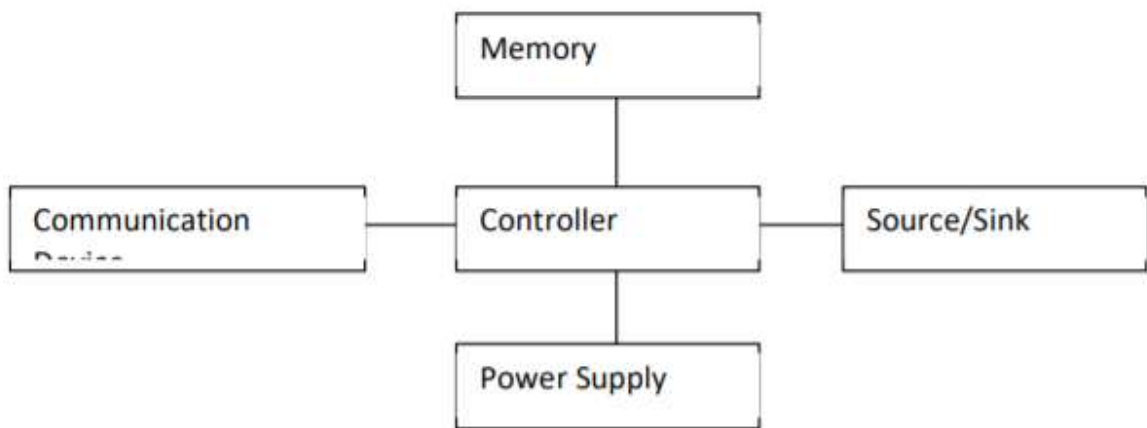 Memory
Communication
Controller
Source/Sink
Power Supply